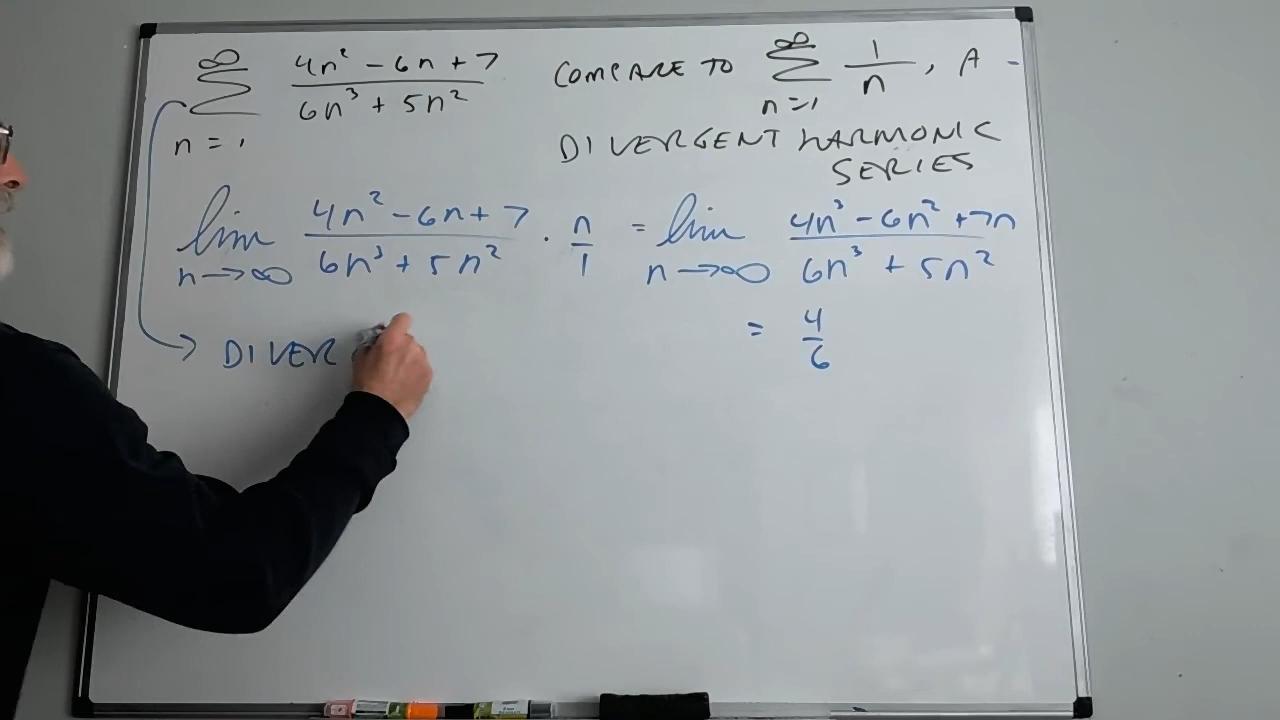 ∞
∑ (4n² - 6n + 7)/(6n³ + 5n²) COMPARE TO ∑ 1/n, A -
n = 1
DIVERGENT HARMONIC
SERIES
lim n→∞ (4n² - 6n + 7)/(6n³ + 5n²) · n/1 = lim n→∞ (4n³ - 6n² + 7n)/(6n³ + 5n²)
= 4/6
→ DIVER